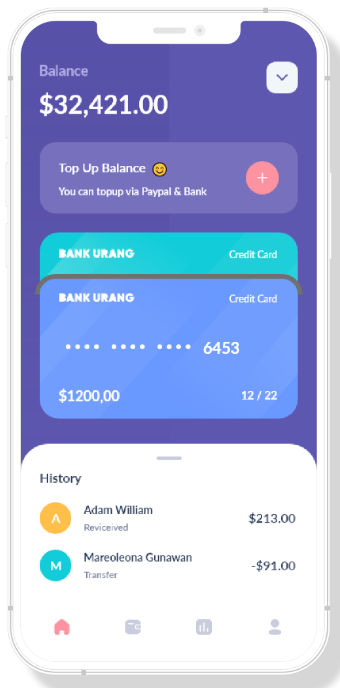 Balance
$32,421.00
Top Up Balance 😊
You can topup via Paypal & Bank
BANK URANG Credit Card
BANK URANG Credit Card
•••• •••• •••• 6453
$1200,00 12 / 22
History
A Adam William $213.00
Reviceived
M Mareoleona Gunawan -$91.00
Transfer